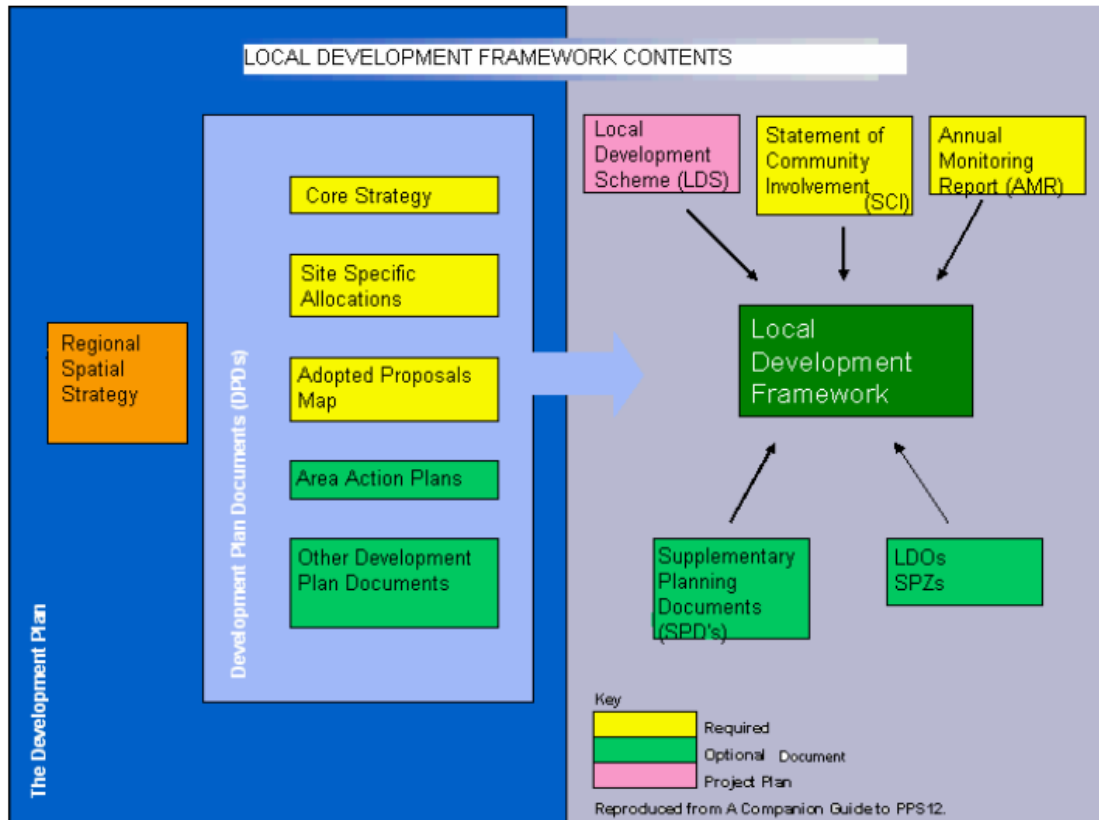 LOCAL DEVELOPMENT FRAMEWORK CONTENTS
The Development Plan
Regional
Spatial
Strategy
Development Plan Documents (DPDs)
Core Strategy
Site Specific
Allocations
Adopted Proposals
Map
Area Action Plans
Other Development
Plan Documents
Local
Development
Scheme (LDS)
Statement of
Community
Involvement
(SCI)
Annual
Monitoring
Report (AMR)
Local
Development
Framework
Supplementary
Planning
Documents
(SPD's)
LDOs
SPZs
Key
Required
Optional Document
Project Plan
Reproduced from A Companion Guide to PPS12.